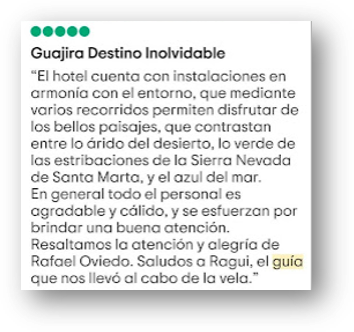 Guajira Destino Inolvidable
“El hotel cuenta con instalaciones en
armonía con el entorno, que mediante
varios recorridos permiten disfrutar de
los bellos paisajes, que contrastan
entre lo árido del desierto, lo verde de
las estribaciones de la Sierra Nevada
de Santa Marta, y el azul del mar.
En general todo el personal es
agradable y cálido, y se esfuerzan por
brindar una buena atención.
Resaltamos la atención y alegría de
Rafael Oviedo. Saludos a Ragui, el guía
que nos llevó al cabo de la vela.”